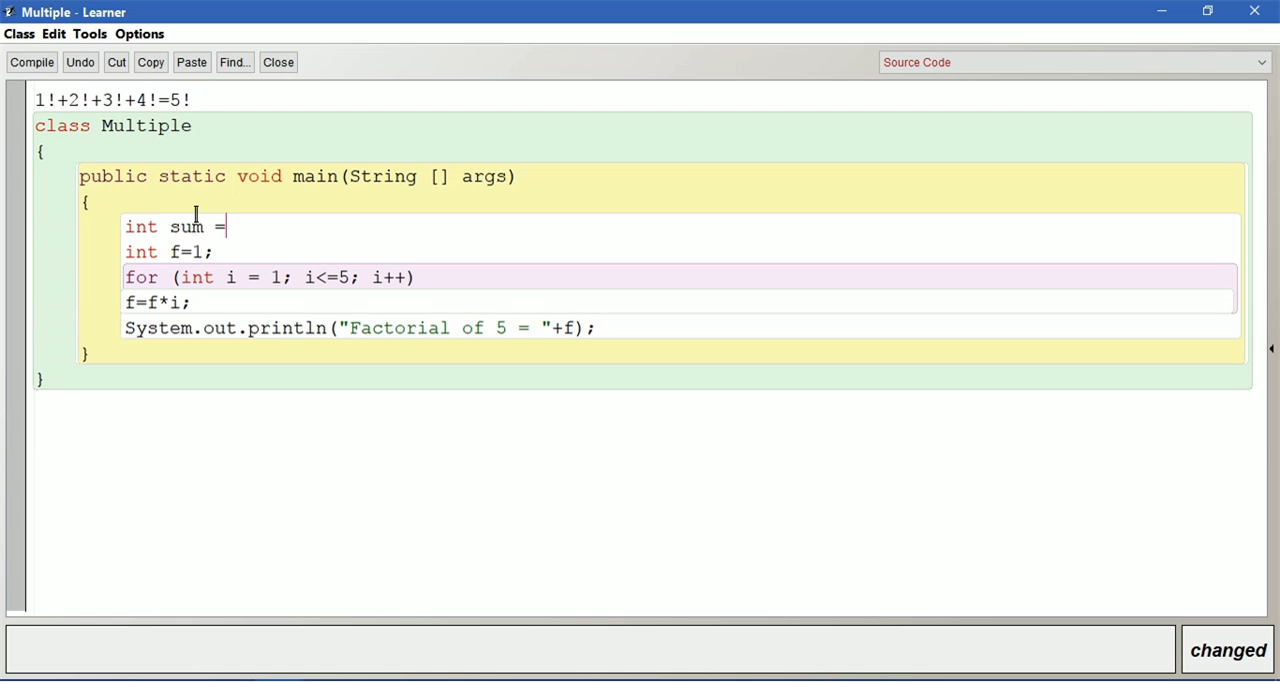 Multiple - Learner
Class Edit Tools Options
Compile Undo Cut Copy Paste Find... Close Source Code
1!+2!+3!+4!=5!
class Multiple
{
public static void main(String [] args)
{
int sum =
int f=1;
for (int i = 1; i<=5; i++)
f=f*i;
System.out.println("Factorial of 5 = "+f);
}
}
changed